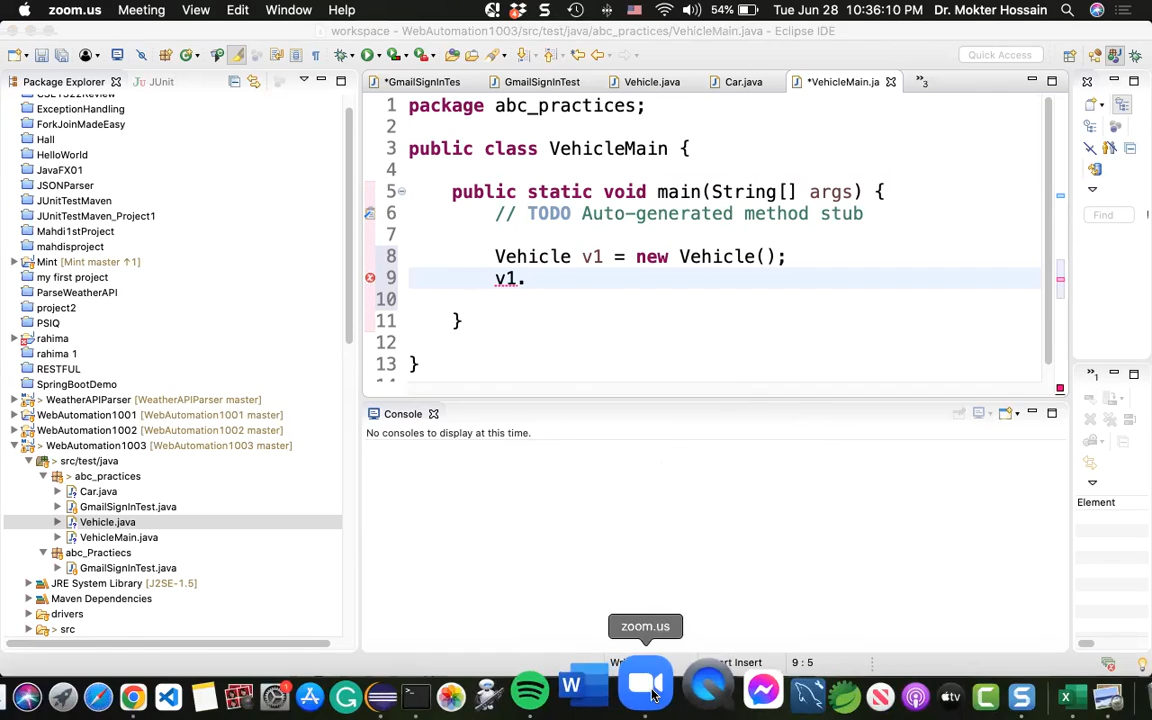 zoom.us Meeting View Edit Window Help 54% Tue Jun 28 10:36:10 PM Dr. Mokter Hossain
workspace - WebAutomation1003/src/test/java/abc_practices/VehicleMain.java - Eclipse IDE
Quick Access
Package Explorer JUnit
*GmailSignInTes GmailSignInTest Vehicle.java Car.java *VehicleMain.ja »3
ExceptionHandling
ForkJoinMadeEasy
Hall
HelloWorld
JavaFX01
JSONParser
JUnitTestMaven
JUnitTestMaven_Project1
Mahdi1stProject
mahdisproject
Mint [Mint master ↑1]
my first project
ParseWeatherAPI
project2
PSIQ
rahima
rahima 1
RESTFUL
SpringBootDemo
> WeatherAPIParser [WeatherAPIParser master]
WebAutomation1001 [WebAutomation1001 master]
WebAutomation1002 [WebAutomation1002 master]
> WebAutomation1003 [WebAutomation1003 master]
> src/test/java
> abc_practices
Car.java
GmailSignInTest.java
Vehicle.java
VehicleMain.java
abc_Practiecs
GmailSignInTest.java
JRE System Library [J2SE-1.5]
Maven Dependencies
drivers
src
1 package abc_practices;
2
3 public class VehicleMain {
4
5 public static void main(String[] args) {
6 // TODO Auto-generated method stub
7
8 Vehicle v1 = new Vehicle();
9 v1.
10
11 }
12
13 }
Console
No consoles to display at this time.
Find
»1
Element
zoom.us
9 : 5